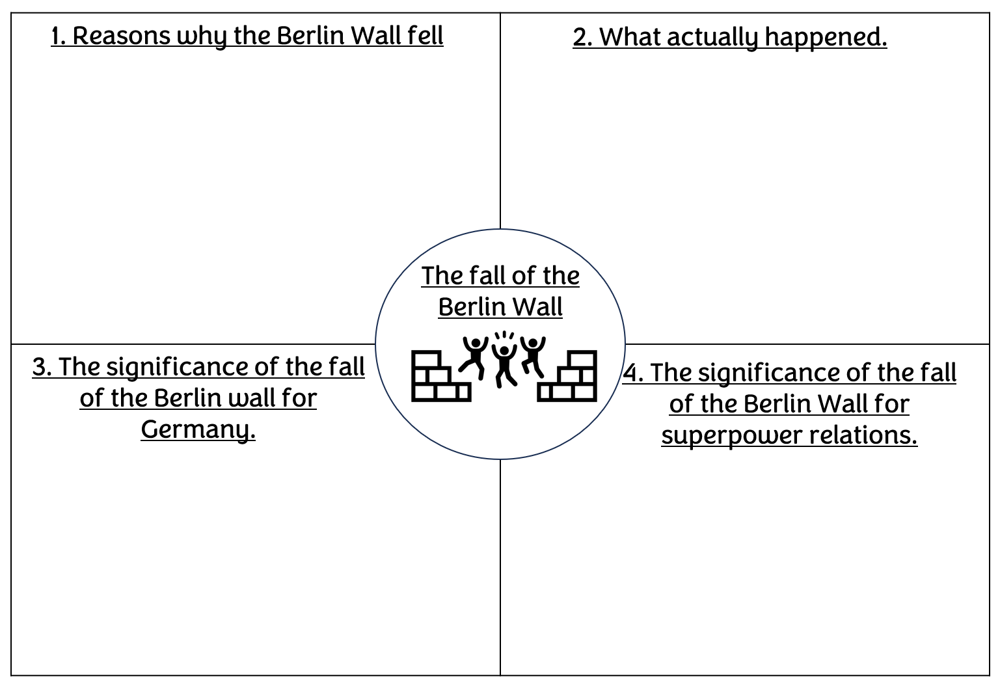 1. Reasons why the Berlin Wall fell
2. What actually happened.
The fall of the
Berlin Wall
3. The significance of the fall
of the Berlin wall for
Germany.
4. The significance of the fall
of the Berlin Wall for
superpower relations.